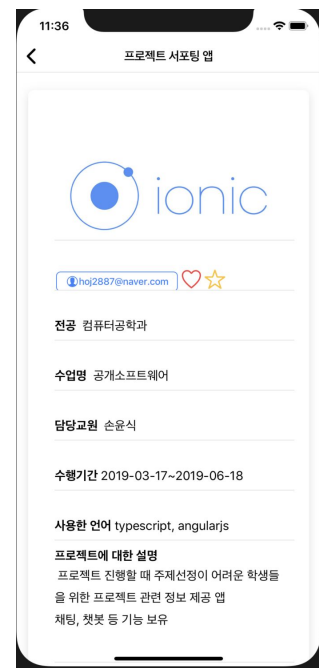 11:36
프로젝트 서포팅 앱
ionic
hoj2887@naver.com
전공 컴퓨터공학과
수업명 공개소프트웨어
담당교원 손윤식
수행기간 2019-03-17~2019-06-18
사용한 언어 typescript, angularjs
프로젝트에 대한 설명
프로젝트 진행할 때 주제선정이 어려운 학생들
을 위한 프로젝트 관련 정보 제공 앱
채팅, 챗봇 등 기능 보유